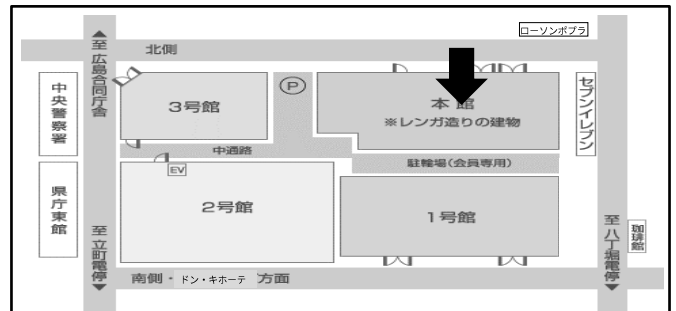 ローソンポプラ
北側
▲至広島合同庁舎
中央警察署
3号館
P
本館
※レンガ造りの建物
セブンイレブン
中通路
駐輪場(会員専用)
EV
県庁東館
2号館
1号館
至立町電停▼
至八丁堀電停▼
珈琲館
南側・ドン・キホーテ 方面